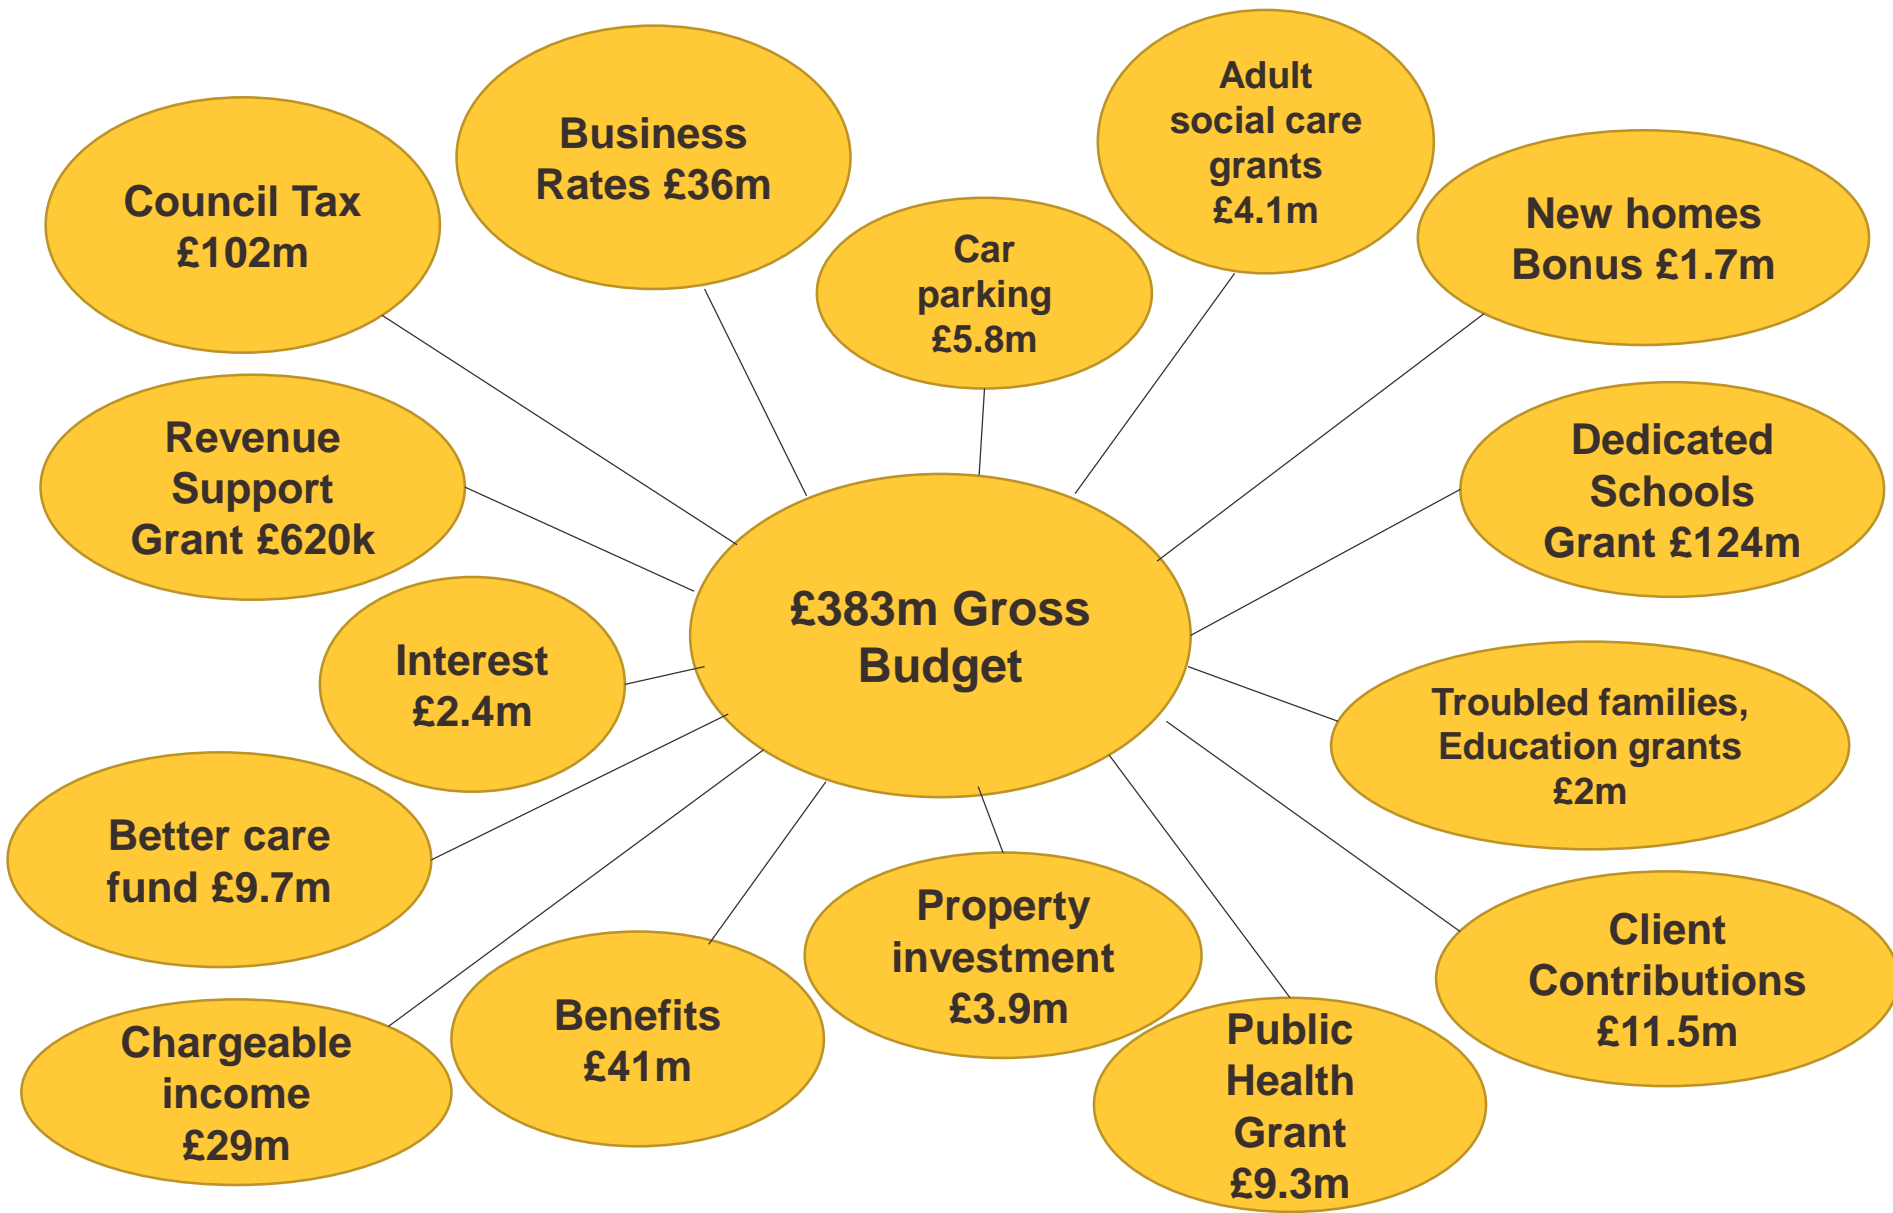 Council Tax
£102m
Business
Rates £36m
Car
parking
£5.8m
Adult
social care
grants
£4.1m
New homes
Bonus £1.7m
Revenue
Support
Grant £620k
Dedicated
Schools
Grant £124m
£383m Gross
Budget
Interest
£2.4m
Troubled families,
Education grants
£2m
Better care
fund £9.7m
Property
investment
£3.9m
Client
Contributions
£11.5m
Chargeable
income
£29m
Benefits
£41m
Public
Health
Grant
£9.3m